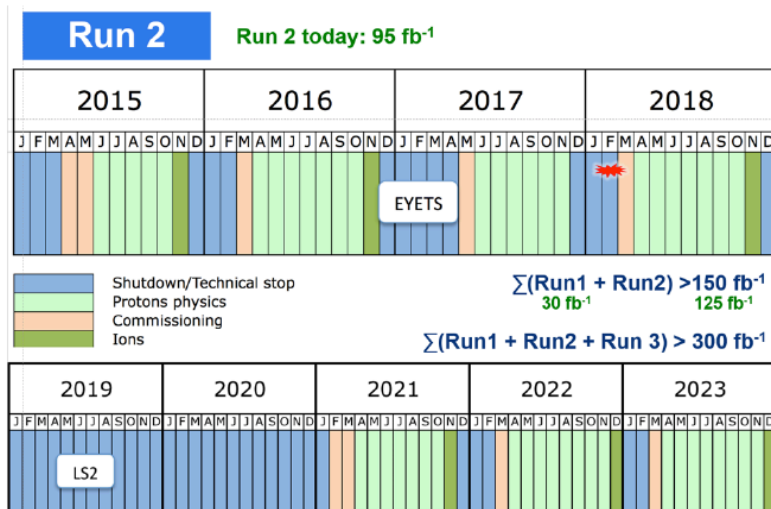 Run 2 Run 2 today: 95 fb⁻¹
2015 2016 2017 2018
J F M A M J J A S O N D J F M A M J J A S O N D J F M A M J J A S O N D J F M A M J J A S O N D
EYETS
Shutdown/Technical stop
Protons physics
Commissioning
Ions
∑(Run1 + Run2) >150 fb⁻¹
30 fb⁻¹ 125 fb⁻¹
∑(Run1 + Run2 + Run 3) > 300 fb⁻¹
2019 2020 2021 2022 2023
J F M A M J J A S O N D J F M A M J J A S O N D J F M A M J J A S O N D J F M A M J J A S O N D J F M A M J J A S O N D
LS2